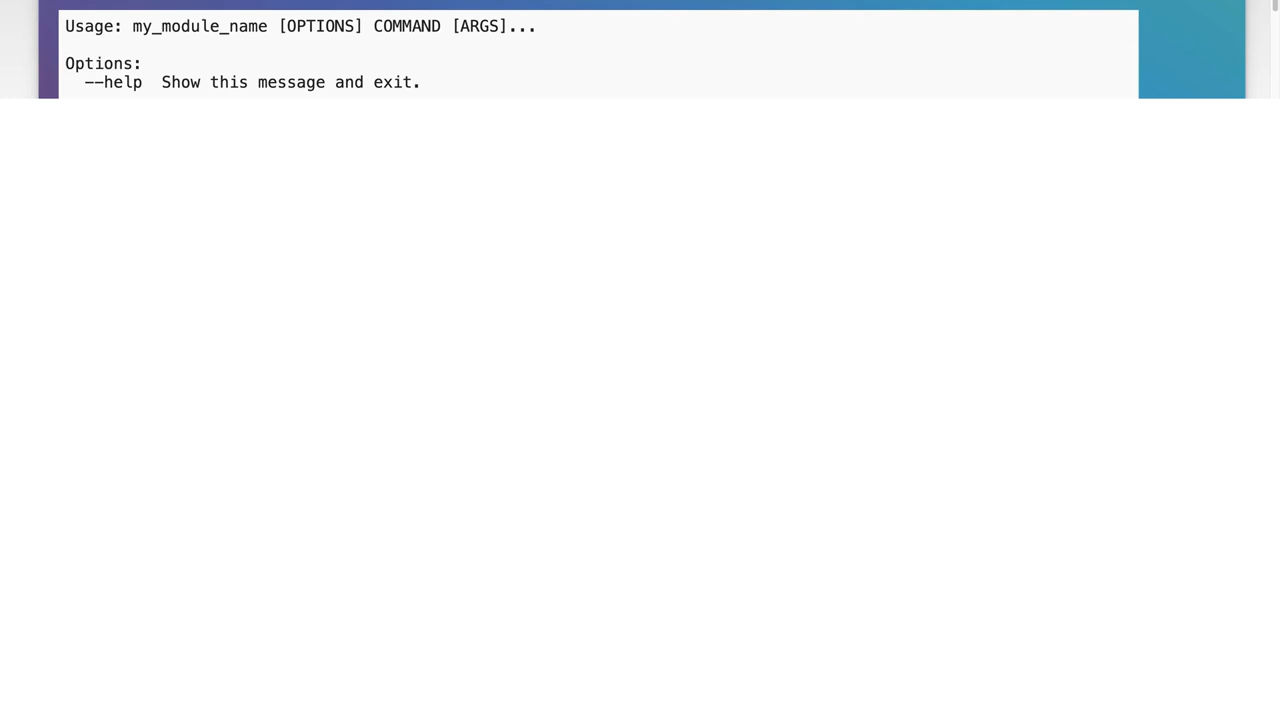 Usage: my_module_name [OPTIONS] COMMAND [ARGS]...
Options:
--help  Show this message and exit.